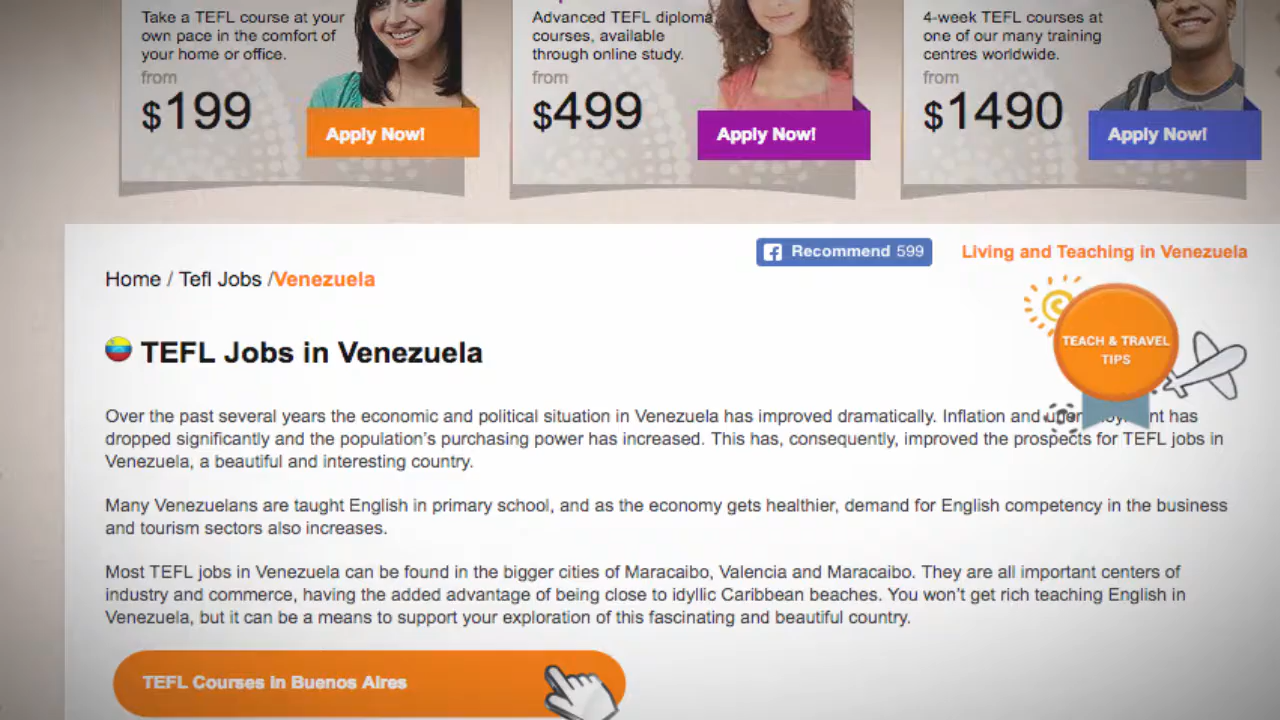 Take a TEFL course at your
own pace in the comfort of
your home or office.
from
$199
Apply Now!
Advanced TEFL diploma
courses, available
through online study.
from
$499
Apply Now!
4-week TEFL courses at
one of our many training
centres worldwide.
from
$1490
Apply Now!
Recommend 599
Living and Teaching in Venezuela
Home / Tefl Jobs /Venezuela
TEACH & TRAVEL
TIPS
TEFL Jobs in Venezuela
Over the past several years the economic and political situation in Venezuela has improved dramatically. Inflation and unemployment has
dropped significantly and the population's purchasing power has increased. This has, consequently, improved the prospects for TEFL jobs in
Venezuela, a beautiful and interesting country.
Many Venezuelans are taught English in primary school, and as the economy gets healthier, demand for English competency in the business
and tourism sectors also increases.
Most TEFL jobs in Venezuela can be found in the bigger cities of Maracaibo, Valencia and Maracaibo. They are all important centers of
industry and commerce, having the added advantage of being close to idyllic Caribbean beaches. You won't get rich teaching English in
Venezuela, but it can be a means to support your exploration of this fascinating and beautiful country.
TEFL Courses in Buenos Aires